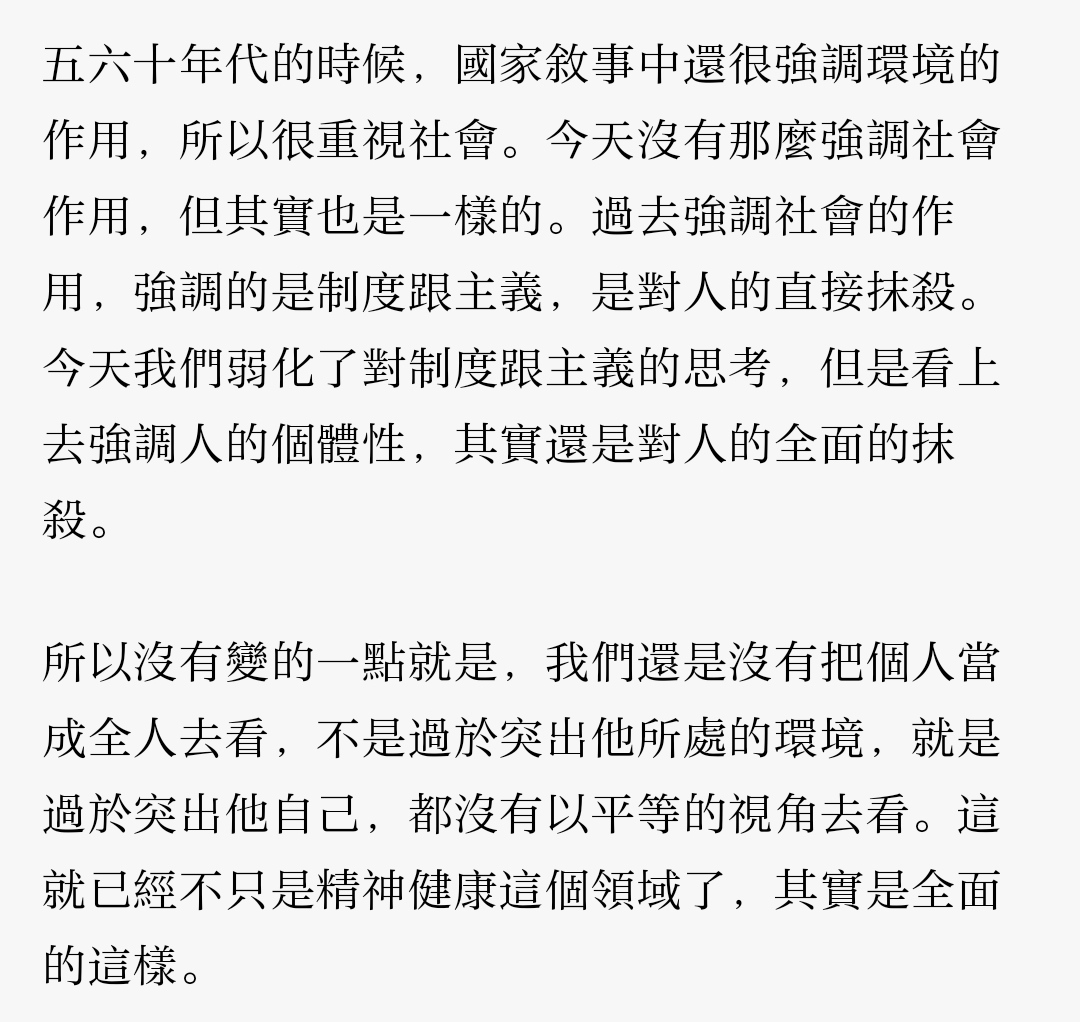 五六十年代的時候，國家敘事中還很強調環境的
作用，所以很重視社會。今天沒有那麼強調社會
作用，但其實也是一樣的。過去強調社會的作
用，強調的是制度跟主義，是對人的直接抹殺。
今天我們弱化了對制度跟主義的思考，但是看上
去強調人的個體性，其實還是對人的全面的抹
殺。
所以沒有變的一點就是，我們還是沒有把個人當
成全人去看，不是過於突出他所處的環境，就是
過於突出他自己，都沒有以平等的視角去看。這
就已經不只是精神健康這個領域了，其實是全面
的這樣。